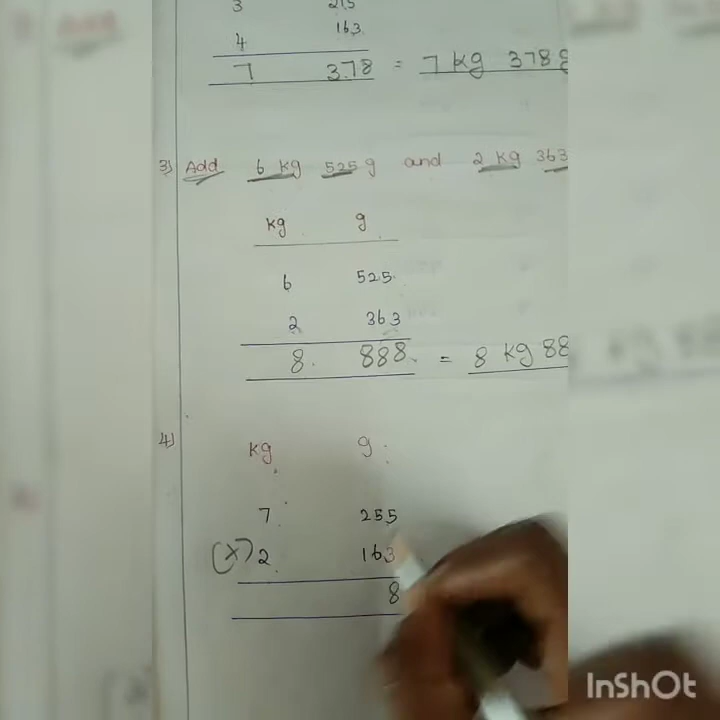 3 215
4 163
7 378 = 7 kg 378g
3) Add 6 kg 525 g and 2 kg 363
kg g
6 525
2 363
8 888 = 8 kg 88
4) kg g
7 255
(x) 2 163
8
InShOt